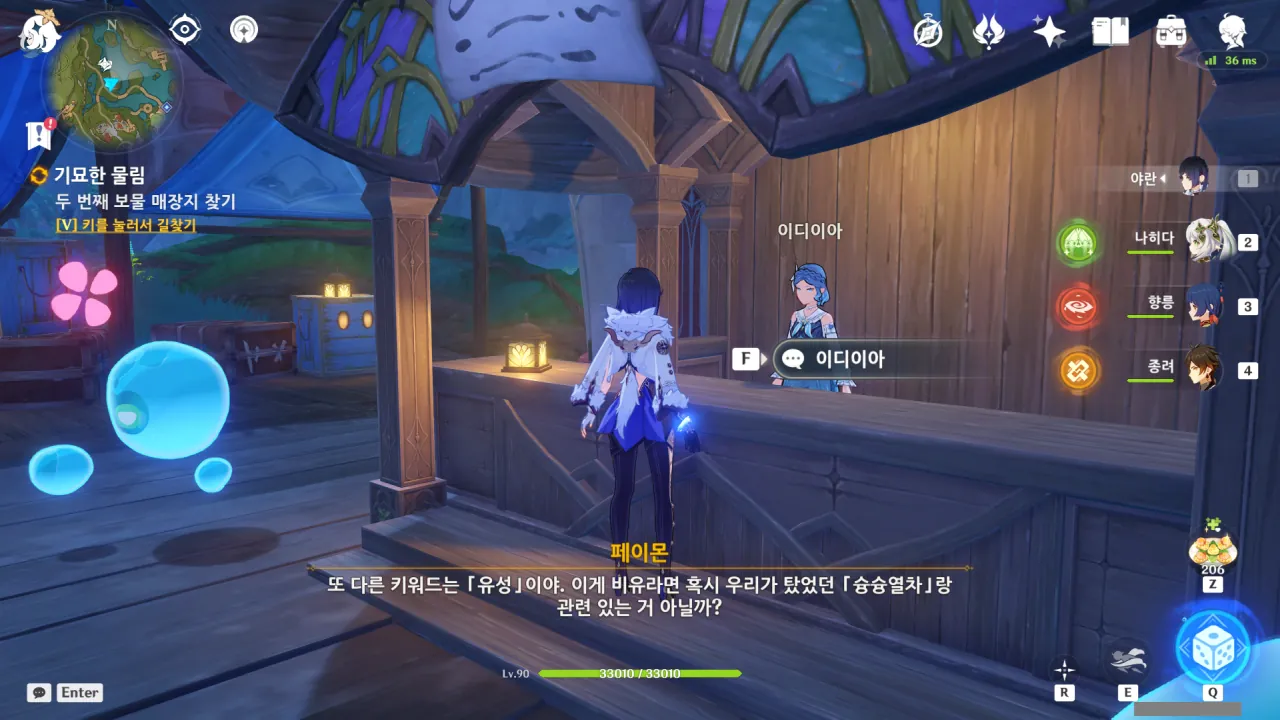 N
36 ms
기묘한 물림
두 번째 보물 매장지 찾기
[V] 키를 눌러서 길찾기
야란
1
나히다
2
향릉
3
종려
4
이디이아
F
이디이아
페이몬
또 다른 키워드는 「유성」이야. 이게 비유라면 혹시 우리가 탔었던 「슝슝열차」랑
관련 있는 거 아닐까?
206
Z
Lv.90
33010 / 33010
Enter
R
E
Q